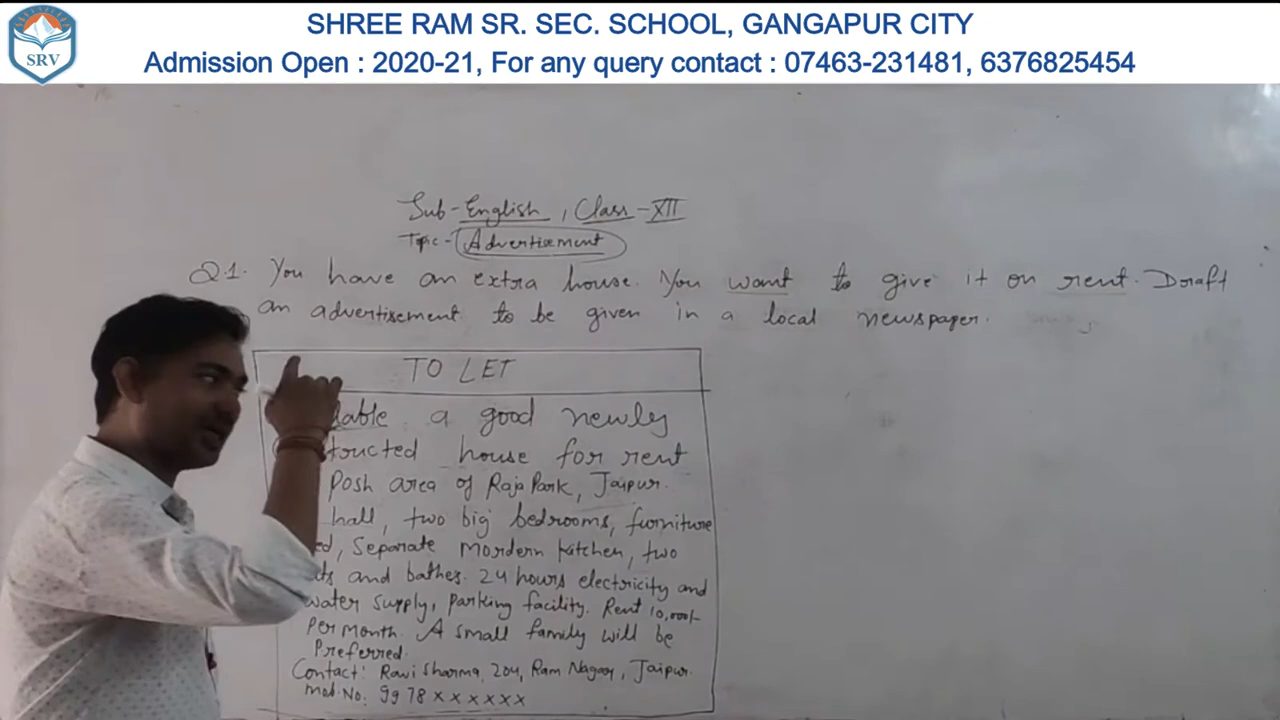 SHREE RAM SR. SEC. SCHOOL, GANGAPUR CITY
SRV
Admission Open : 2020-21, For any query contact : 07463-231481, 6376825454
Sub-English, Class-XII
Topic- Advertisement
Q.1. You have an extra house. You want to give it on rent. Draft
an advertisement to be given in a local newspaper.
TO LET
lable a good newly
tructed house for rent
Posh area of Raja Park, Jaipur.
hall, two big bedrooms, furniture
ed, Separate Mordern Kitchen, two
ts and bathes. 24 hours electricity and
water supply, parking facility. Rent 10,000/-
Per Month. A small family will be
Preferred.
Contact: Ravi Sharma, 204, Ram Nagar, Jaipur.
Mob. No. 9978xxxxxx